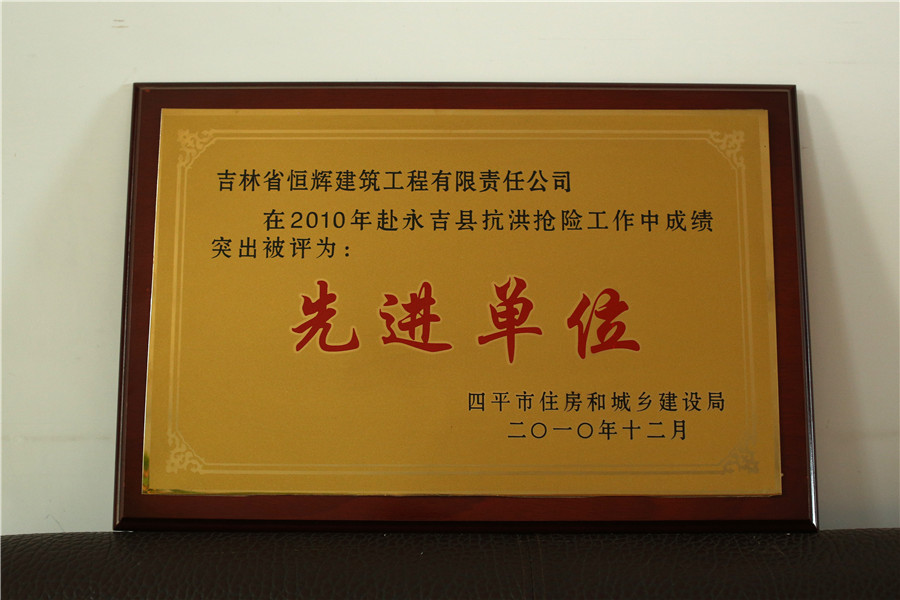 吉林省恒辉建筑工程有限责任公司
在2010年赴永吉县抗洪抢险工作中成绩
突出被评为：
先进单位
四平市住房和城乡建设局
二〇一〇年十二月